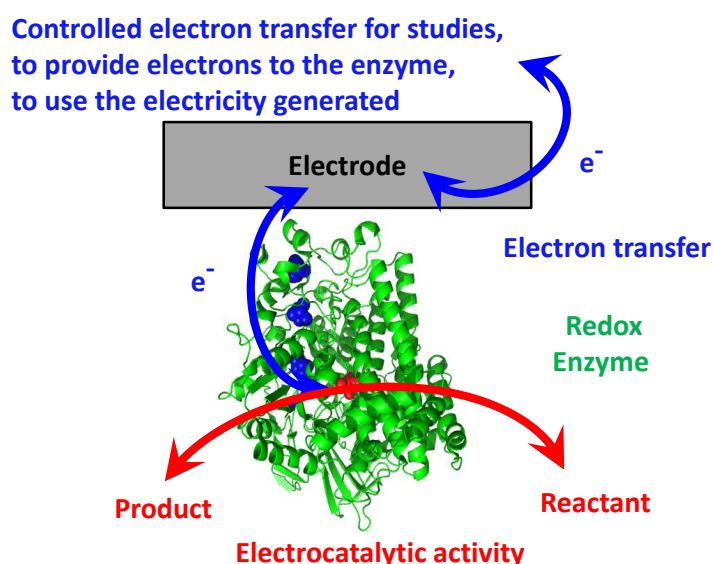 Controlled electron transfer for studies,
to provide electrons to the enzyme,
to use the electricity generated
Electrode
e-
Electron transfer
e-
Redox
Enzyme
Product
Reactant
Electrocatalytic activity